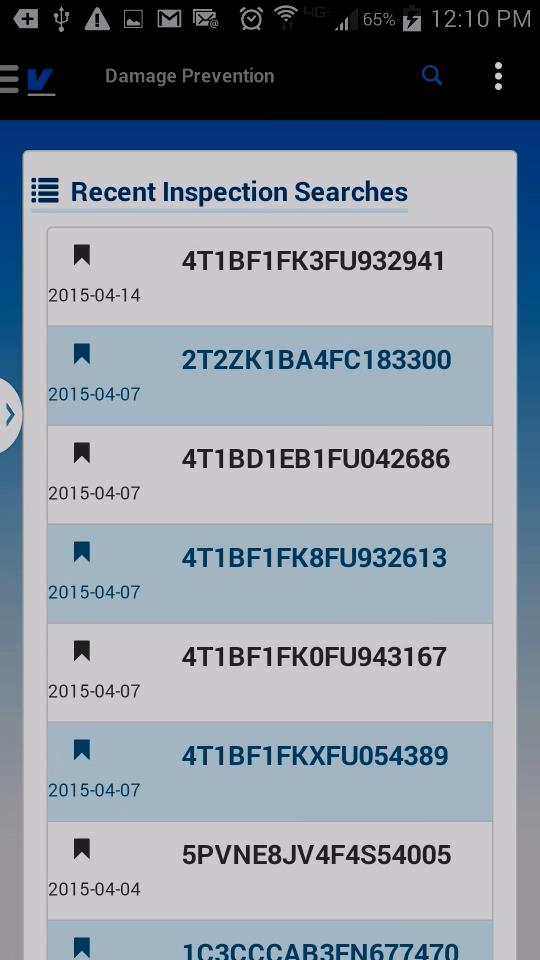 4G 65% 12:10 PM
Damage Prevention
Recent Inspection Searches
4T1BF1FK3FU932941
2015-04-14
2T2ZK1BA4FC183300
2015-04-07
4T1BD1EB1FU042686
2015-04-07
4T1BF1FK8FU932613
2015-04-07
4T1BF1FK0FU943167
2015-04-07
4T1BF1FKXFU054389
2015-04-07
5PVNE8JV4F4S54005
2015-04-04
1C3CCCAB3FN677470